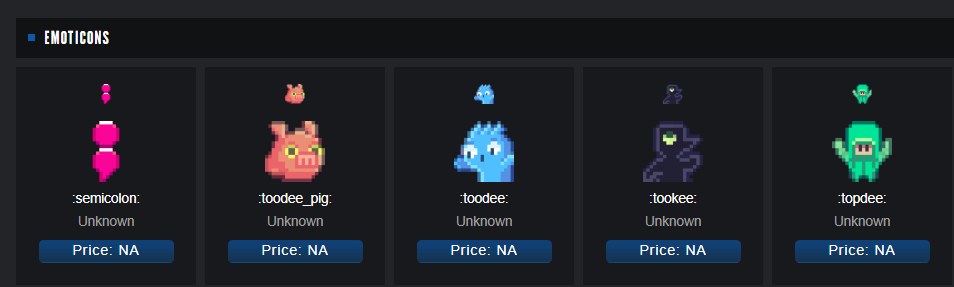 EMOTICONS
:semicolon: :toodee_pig: :toodee: :tookee: :topdee:
Unknown Unknown Unknown Unknown Unknown
Price: NA Price: NA Price: NA Price: NA Price: NA